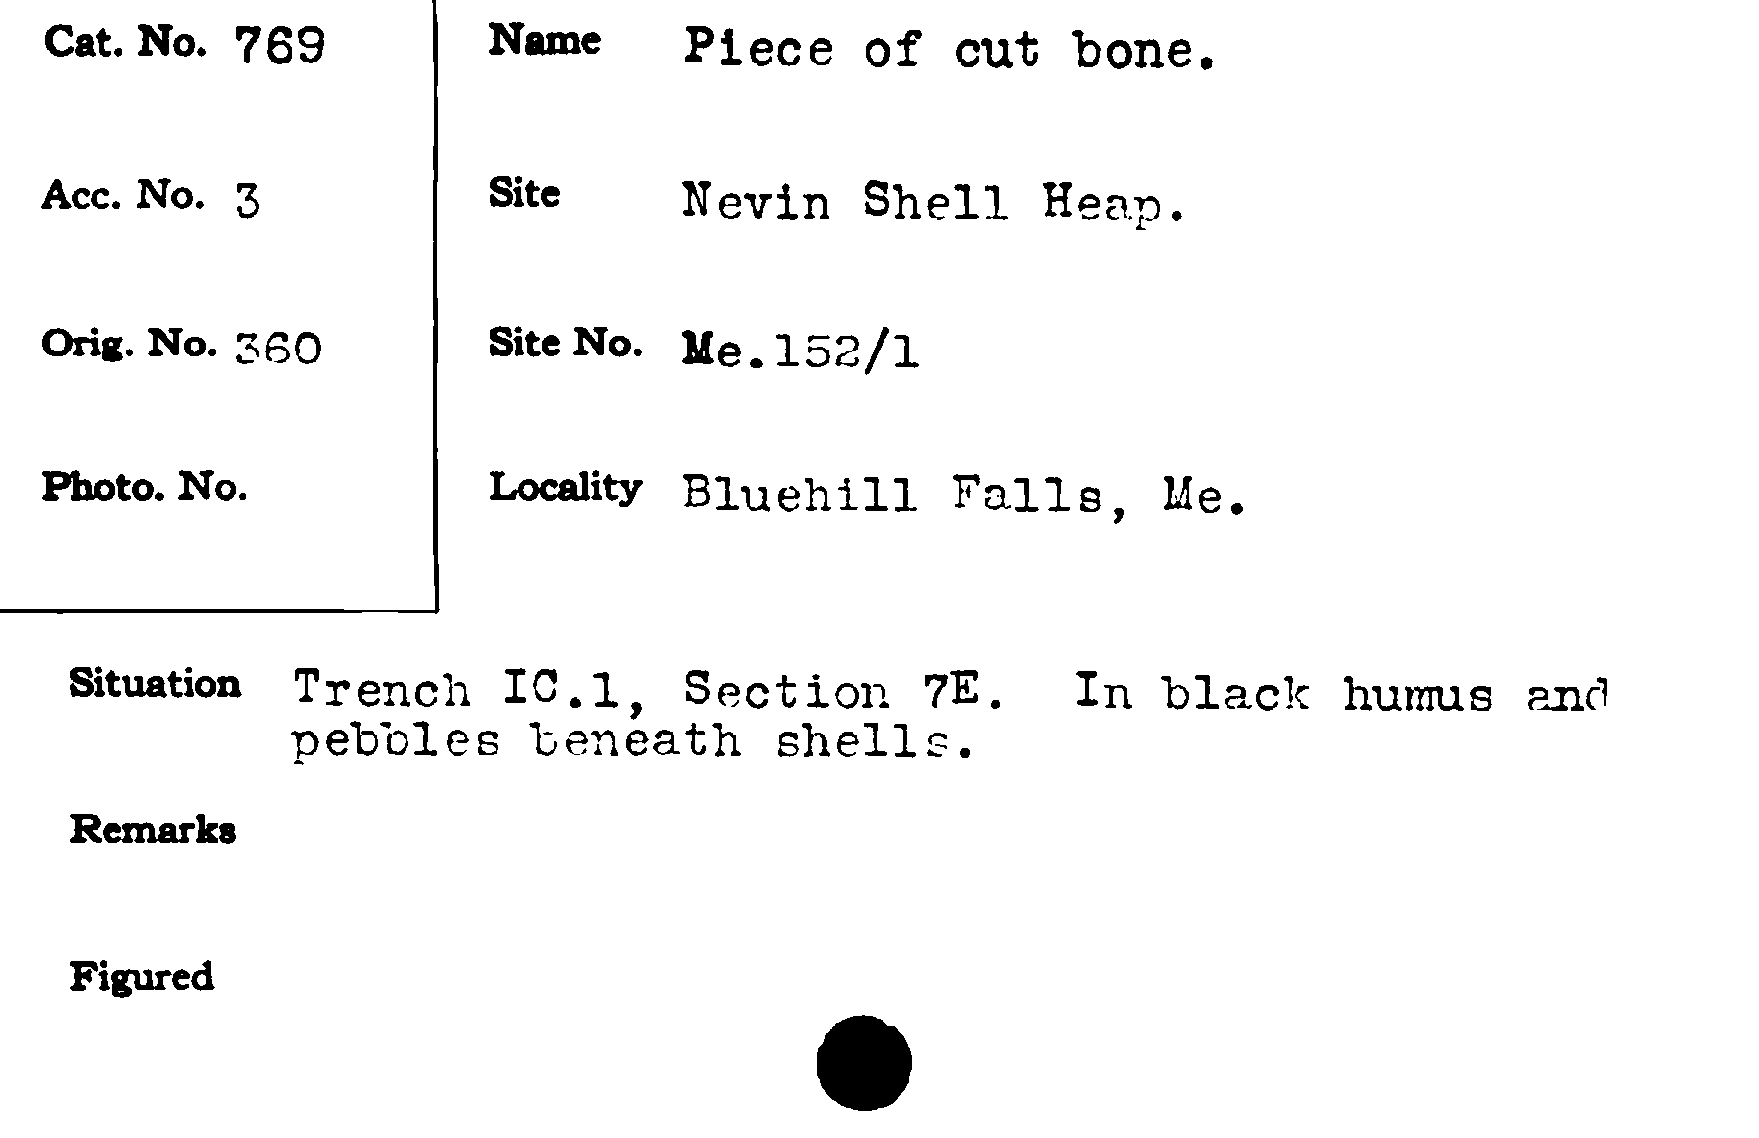 Cat. No. 769
Name Piece of cut bone.
Acc. No. 3
Site Nevin Shell Heap.
Orig. No. 360
Site No. Me.152/1
Photo. No.
Locality Bluehill Falls, Me.
Situation Trench IC.1, Section 7E. In black humus and
pebbles beneath shells.
Remarks
Figured